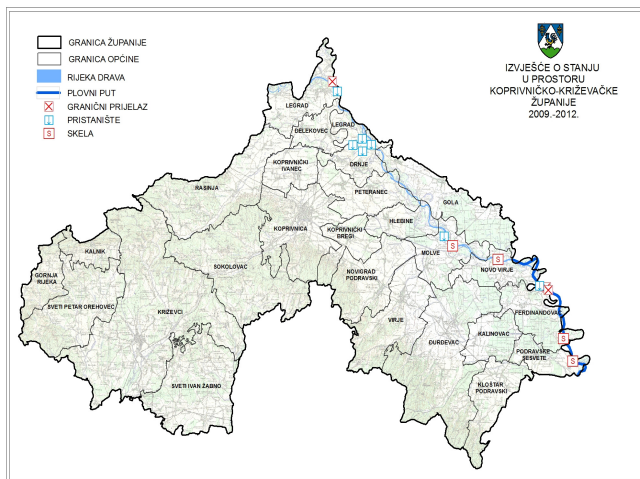 GRANICA ŽUPANIJE
GRANICA OPĆINE
RIJEKA DRAVA
PLOVNI PUT
GRANIČNI PRIJELAZ
PRISTANIŠTE
S SKELA
IZVJEŠĆE O STANJU
U PROSTORU
KOPRIVNIČKO-KRIŽEVAČKE
ŽUPANIJE
2009.-2012.
LEGRAD
LEGRAD
ĐELEKOVEC
KOPRIVNIČKI
IVANEC
DRNJE
PETERANEC
RASINJA
GOLA
HLEBINE
KOPRIVNICA
KOPRIVNIČKI
BREGI
MOLVE
S
S
KALNIK
GORNJA
RIJEKA
SOKOLOVAC
NOVIGRAD
PODRAVSKI
NOVO VIRJE
SVETI PETAR OREHOVEC
KRIŽEVCI
VIRJE
FERDINANDOVAC
ĐURĐEVAC
KALINOVAC
S
PODRAVSKE
SESVETE
S
SVETI IVAN ŽABNO
KLOŠTAR
PODRAVSKI